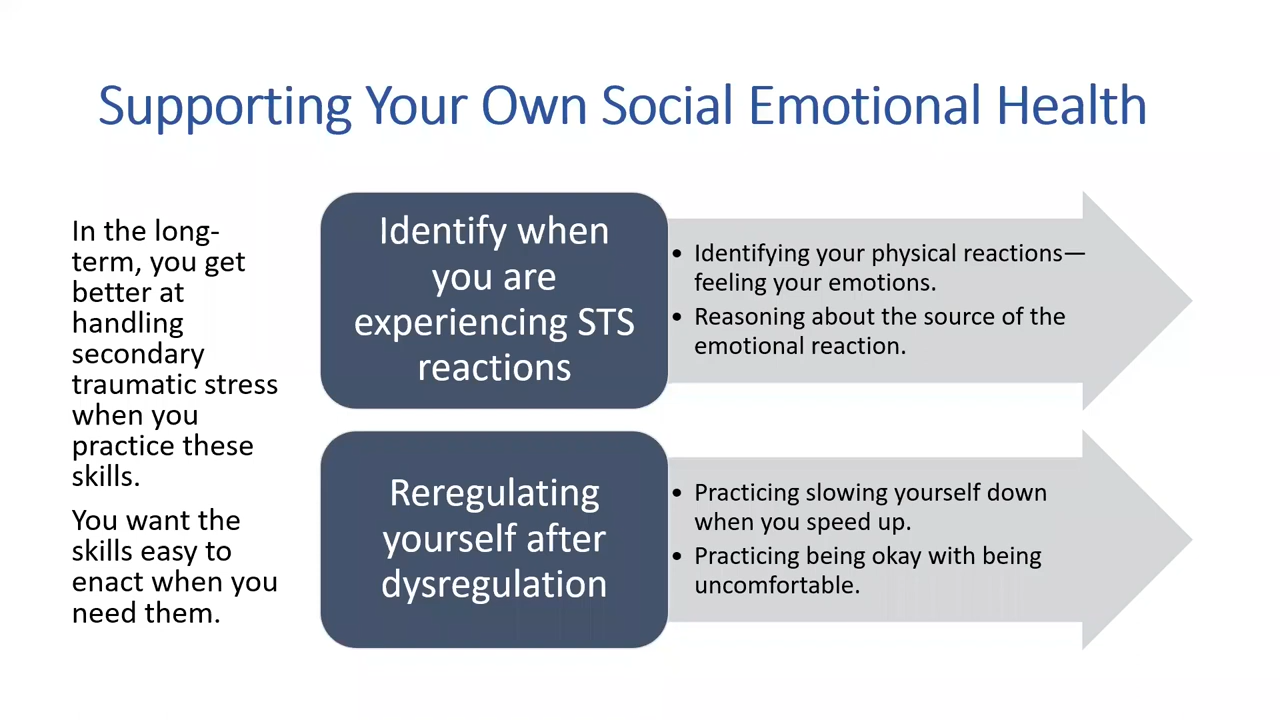 Supporting Your Own Social Emotional Health
In the long-
term, you get
better at
handling
secondary
traumatic stress
when you
practice these
skills.
You want the
skills easy to
enact when you
need them.
Identify when
you are
experiencing STS
reactions
• Identifying your physical reactions—
feeling your emotions.
• Reasoning about the source of the
emotional reaction.
Reregulating
yourself after
dysregulation
• Practicing slowing yourself down
when you speed up.
• Practicing being okay with being
uncomfortable.